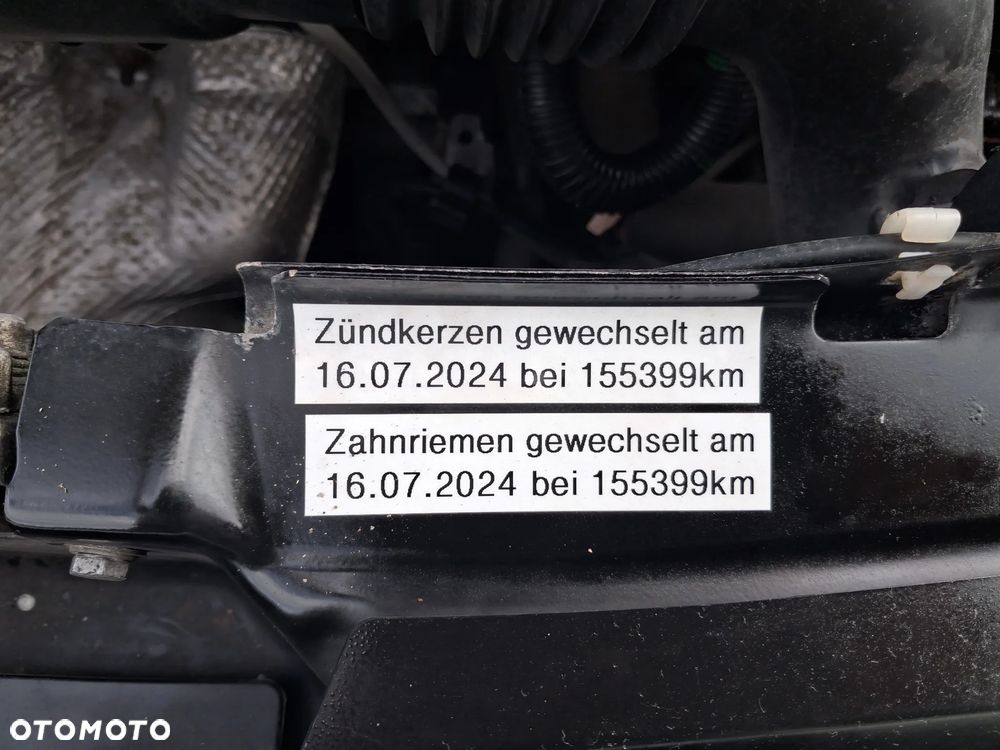 Zündkerzen gewechselt am
16.07.2024 bei 155399km
Zahnriemen gewechselt am
16.07.2024 bei 155399km
OTOMOTO